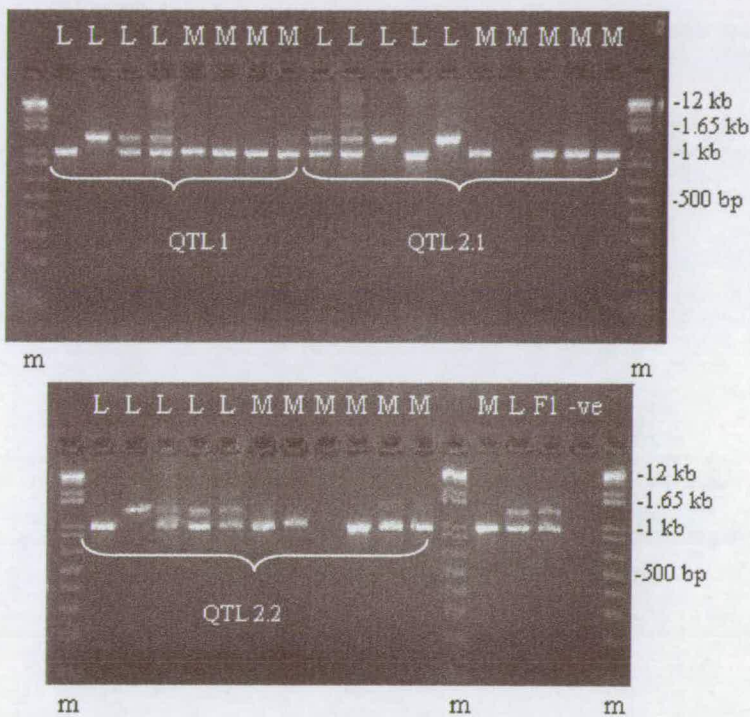 L L L L M M M M L L L L L M M M M M
-12 kb
-1.65 kb
-1 kb
-500 bp
QTL 1 QTL 2.1
m m
L L L L L M M M M M M M L F1 -ve
-12 kb
-1.65 kb
-1 kb
-500 bp
QTL 2.2
m m m